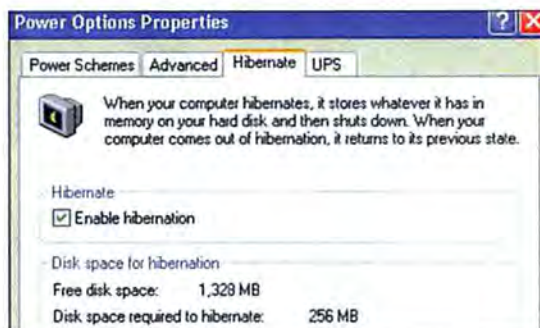 Power Options Properties
Power Schemes Advanced Hibernate UPS
When your computer hibernates, it stores whatever it has in
memory on your hard disk and then shuts down. When your
computer comes out of hibernation, it returns to its previous state.
Hibernate
Enable hibernation
Disk space for hibernation
Free disk space: 1,328 MB
Disk space required to hibernate: 256 MB